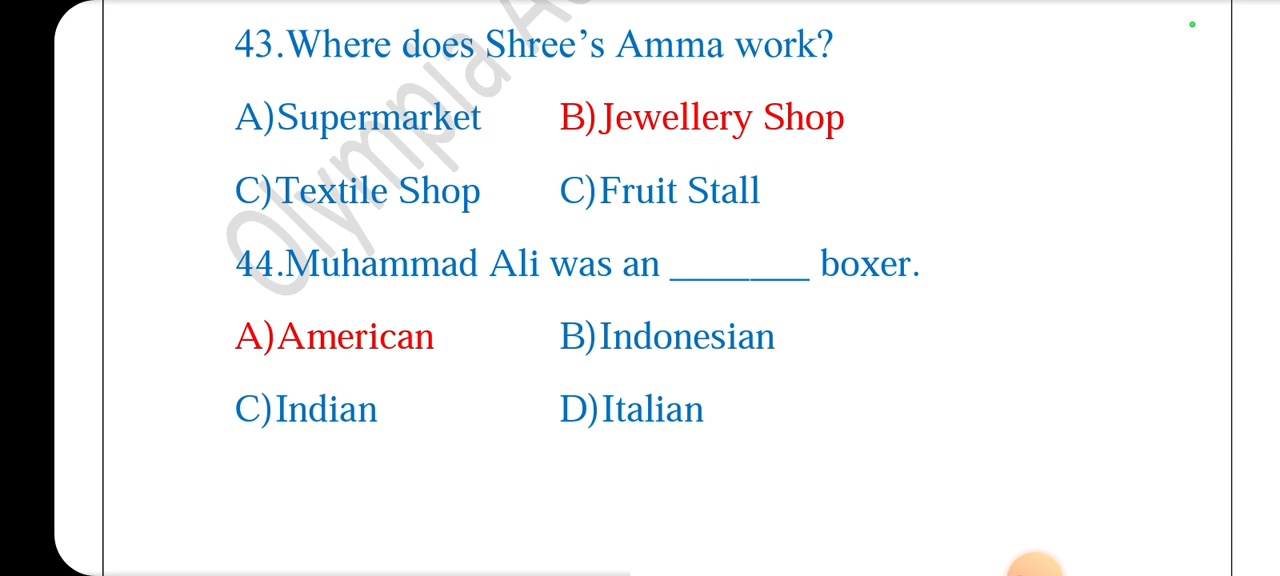 43.Where does Shree’s Amma work?
A)Supermarket B)Jewellery Shop
C)Textile Shop C)Fruit Stall
44.Muhammad Ali was an _______ boxer.
A)American B)Indonesian
C)Indian D)Italian
Olympia